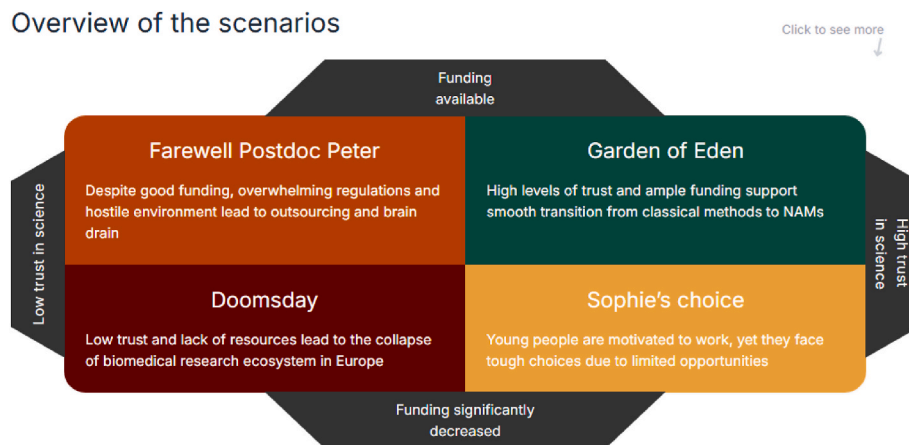 Overview of the scenarios
Click to see more
Funding
available
Farewell Postdoc Peter
Despite good funding, overwhelming regulations and
hostile environment lead to outsourcing and brain
drain
Garden of Eden
High levels of trust and ample funding support
smooth transition from classical methods to NAMs
Low trust in science
High trust
in science
Doomsday
Low trust and lack of resources lead to the collapse
of biomedical research ecosystem in Europe
Sophie’s choice
Young people are motivated to work, yet they face
tough choices due to limited opportunities
Funding significantly
decreased